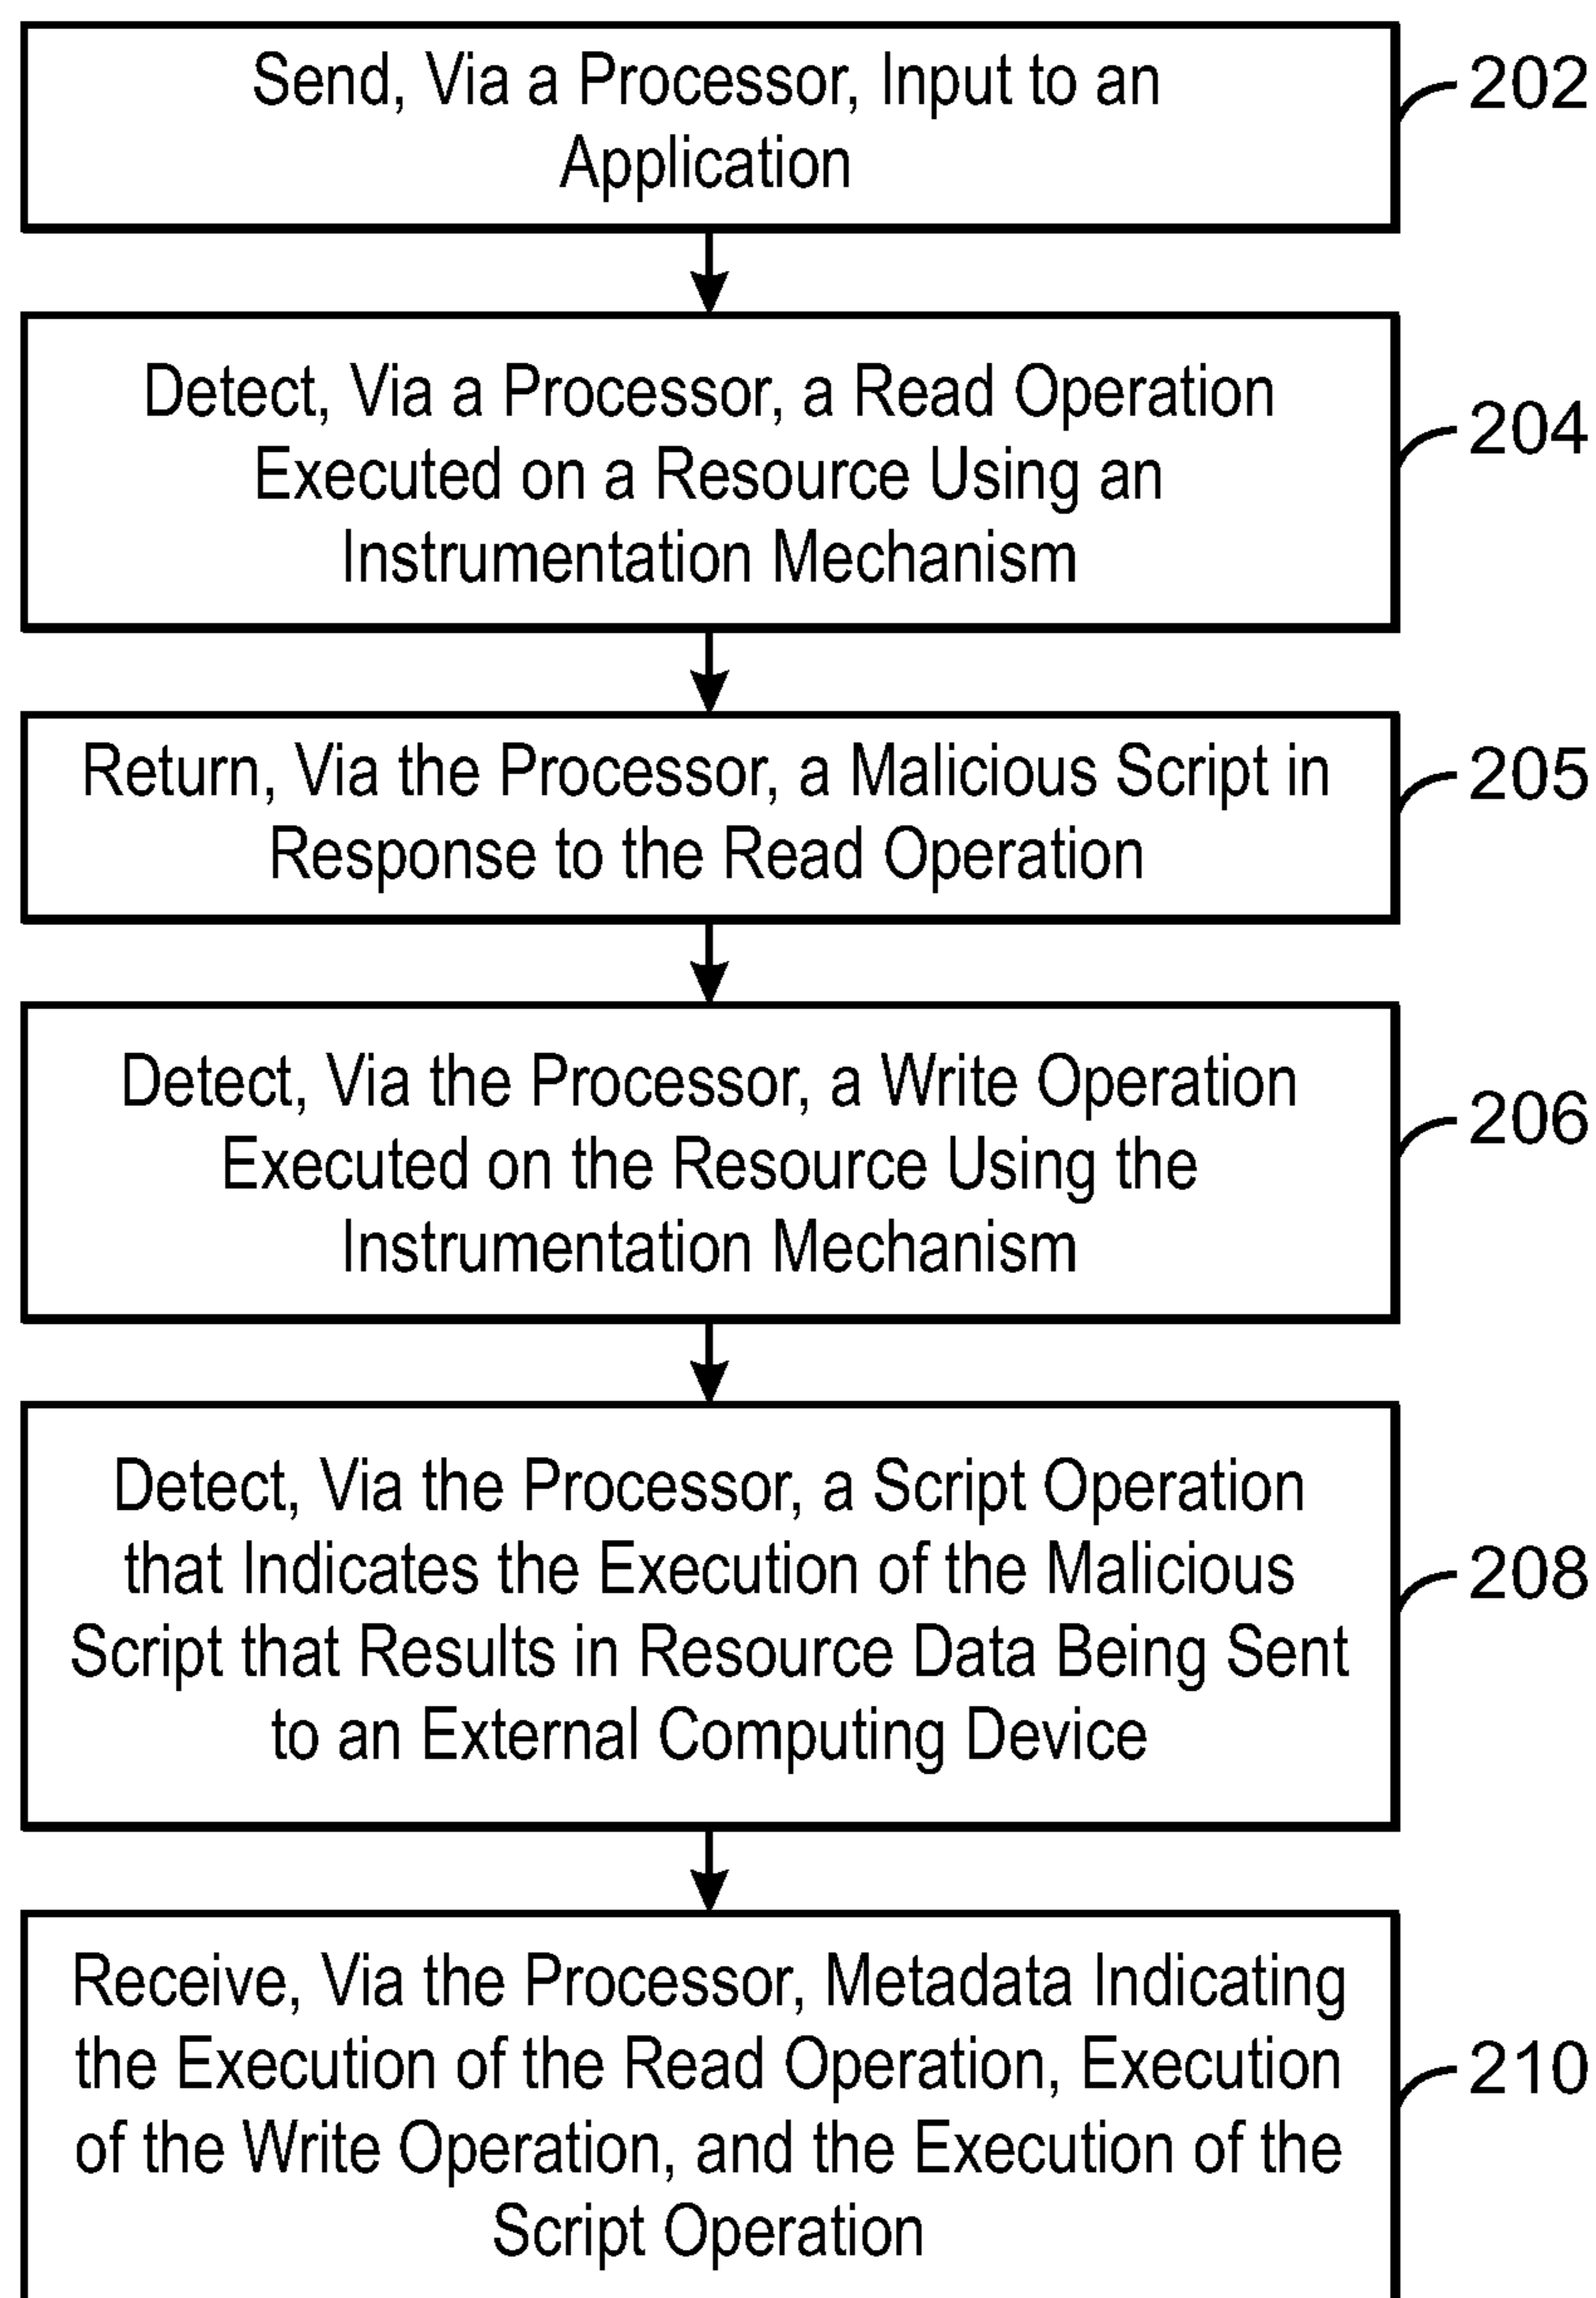 Send, Via a Processor, Input to an
Application
202
Detect, Via a Processor, a Read Operation
Executed on a Resource Using an
Instrumentation Mechanism
204
Return, Via the Processor, a Malicious Script in
Response to the Read Operation
205
Detect, Via the Processor, a Write Operation
Executed on the Resource Using the
Instrumentation Mechanism
206
Detect, Via the Processor, a Script Operation
that Indicates the Execution of the Malicious
Script that Results in Resource Data Being Sent
to an External Computing Device
208
Receive, Via the Processor, Metadata Indicating
the Execution of the Read Operation, Execution
of the Write Operation, and the Execution of the
Script Operation
210